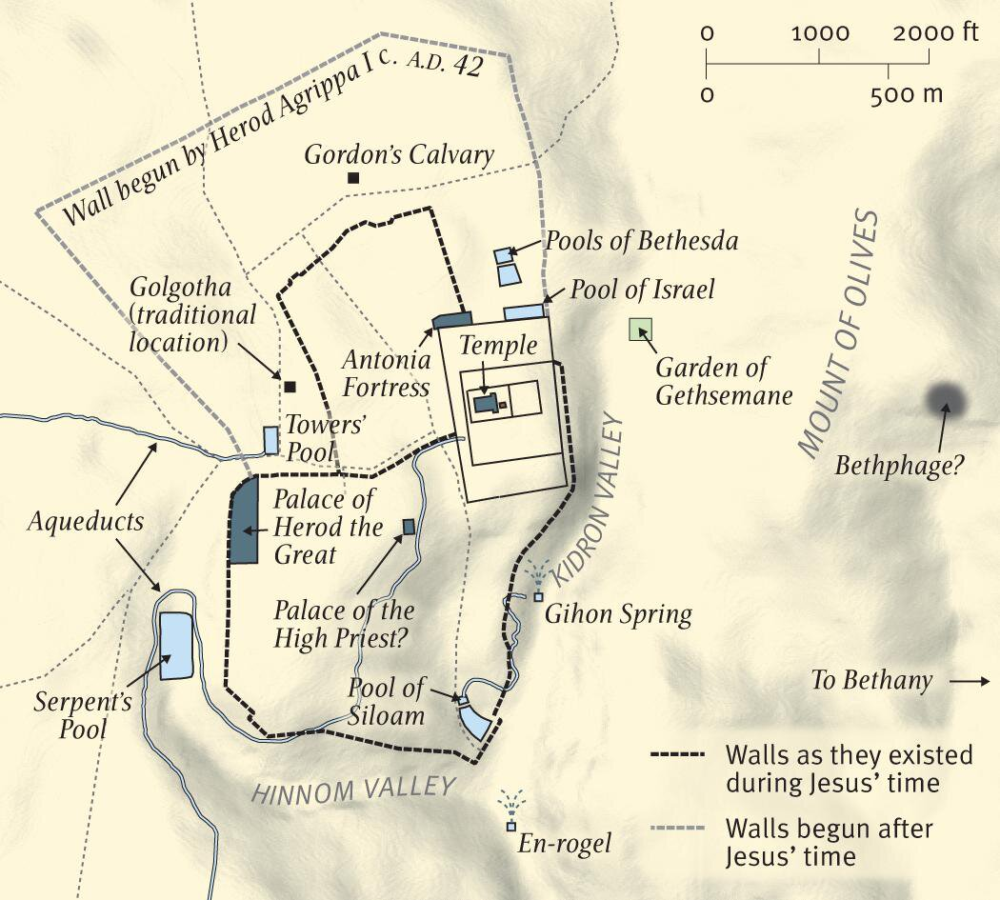 0 1000 2000 ft
0 500 m
Wall begun by Herod Agrippa I c. A.D. 42
Gordon's Calvary
Pools of Bethesda
Pool of Israel
Golgotha
(traditional
location)
Antonia
Fortress
Temple
Garden of
Gethsemane
MOUNT OF OLIVES
Bethphage?
Towers'
Pool
KIDRON VALLEY
Aqueducts
Palace of
Herod the
Great
Palace of the
High Priest?
Gihon Spring
Serpent's
Pool
Pool of
Siloam
To Bethany
HINNOM VALLEY
En-rogel
Walls as they existed
during Jesus' time
Walls begun after
Jesus' time